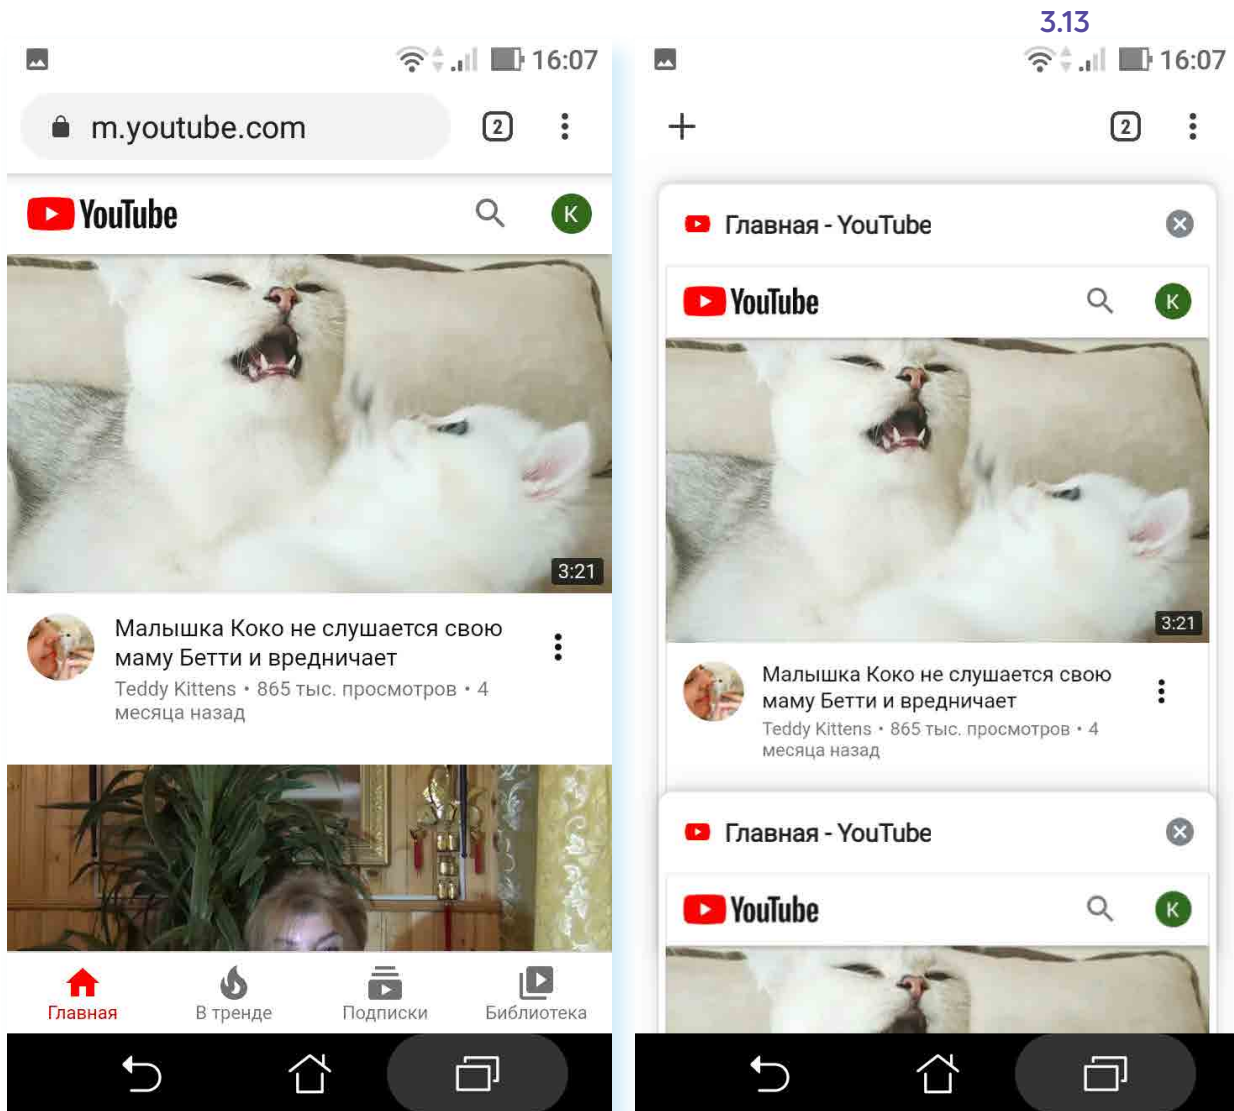 3.13
16:07
m.youtube.com
2
YouTube
K
3:21
Малышка Коко не слушается свою
маму Бетти и вредничает
Teddy Kittens • 865 тыс. просмотров • 4
месяца назад
Главная
В тренде
Подписки
Библиотека
16:07
2
Главная - YouTube
YouTube
K
3:21
Малышка Коко не слушается свою
маму Бетти и вредничает
Teddy Kittens • 865 тыс. просмотров • 4
месяца назад
Главная - YouTube
YouTube
K